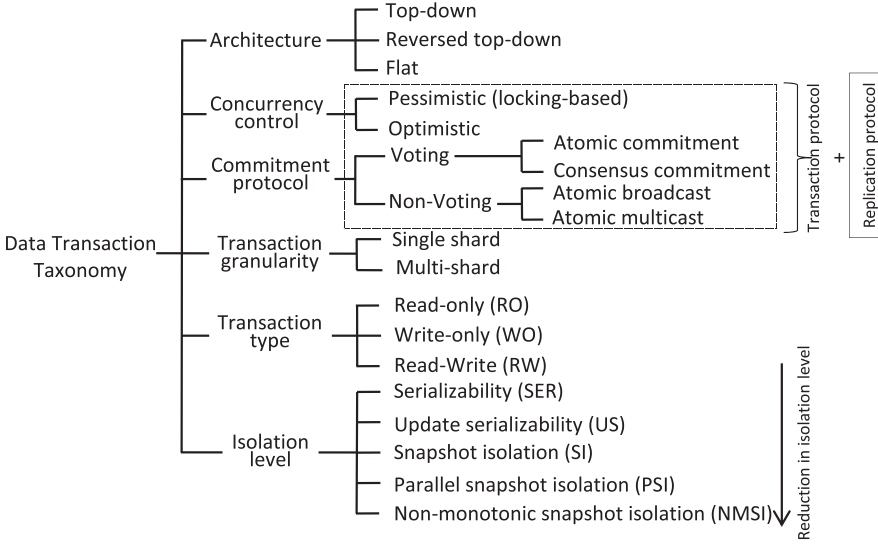 Data Transaction
Taxonomy
Architecture
Top-down
Reversed top-down
Flat
Concurrency
control
Pessimistic (locking-based)
Optimistic
Commitment
protocol
Voting
Atomic commitment
Consensus commitment
Non-Voting
Atomic broadcast
Atomic multicast
Transaction protocol
+
Replication protocol
Transaction
granularity
Single shard
Multi-shard
Transaction
type
Read-only (RO)
Write-only (WO)
Read-Write (RW)
Isolation
level
Serializability (SER)
Update serializability (US)
Snapshot isolation (SI)
Parallel snapshot isolation (PSI)
Non-monotonic snapshot isolation (NMSI)
Reduction in isolation level